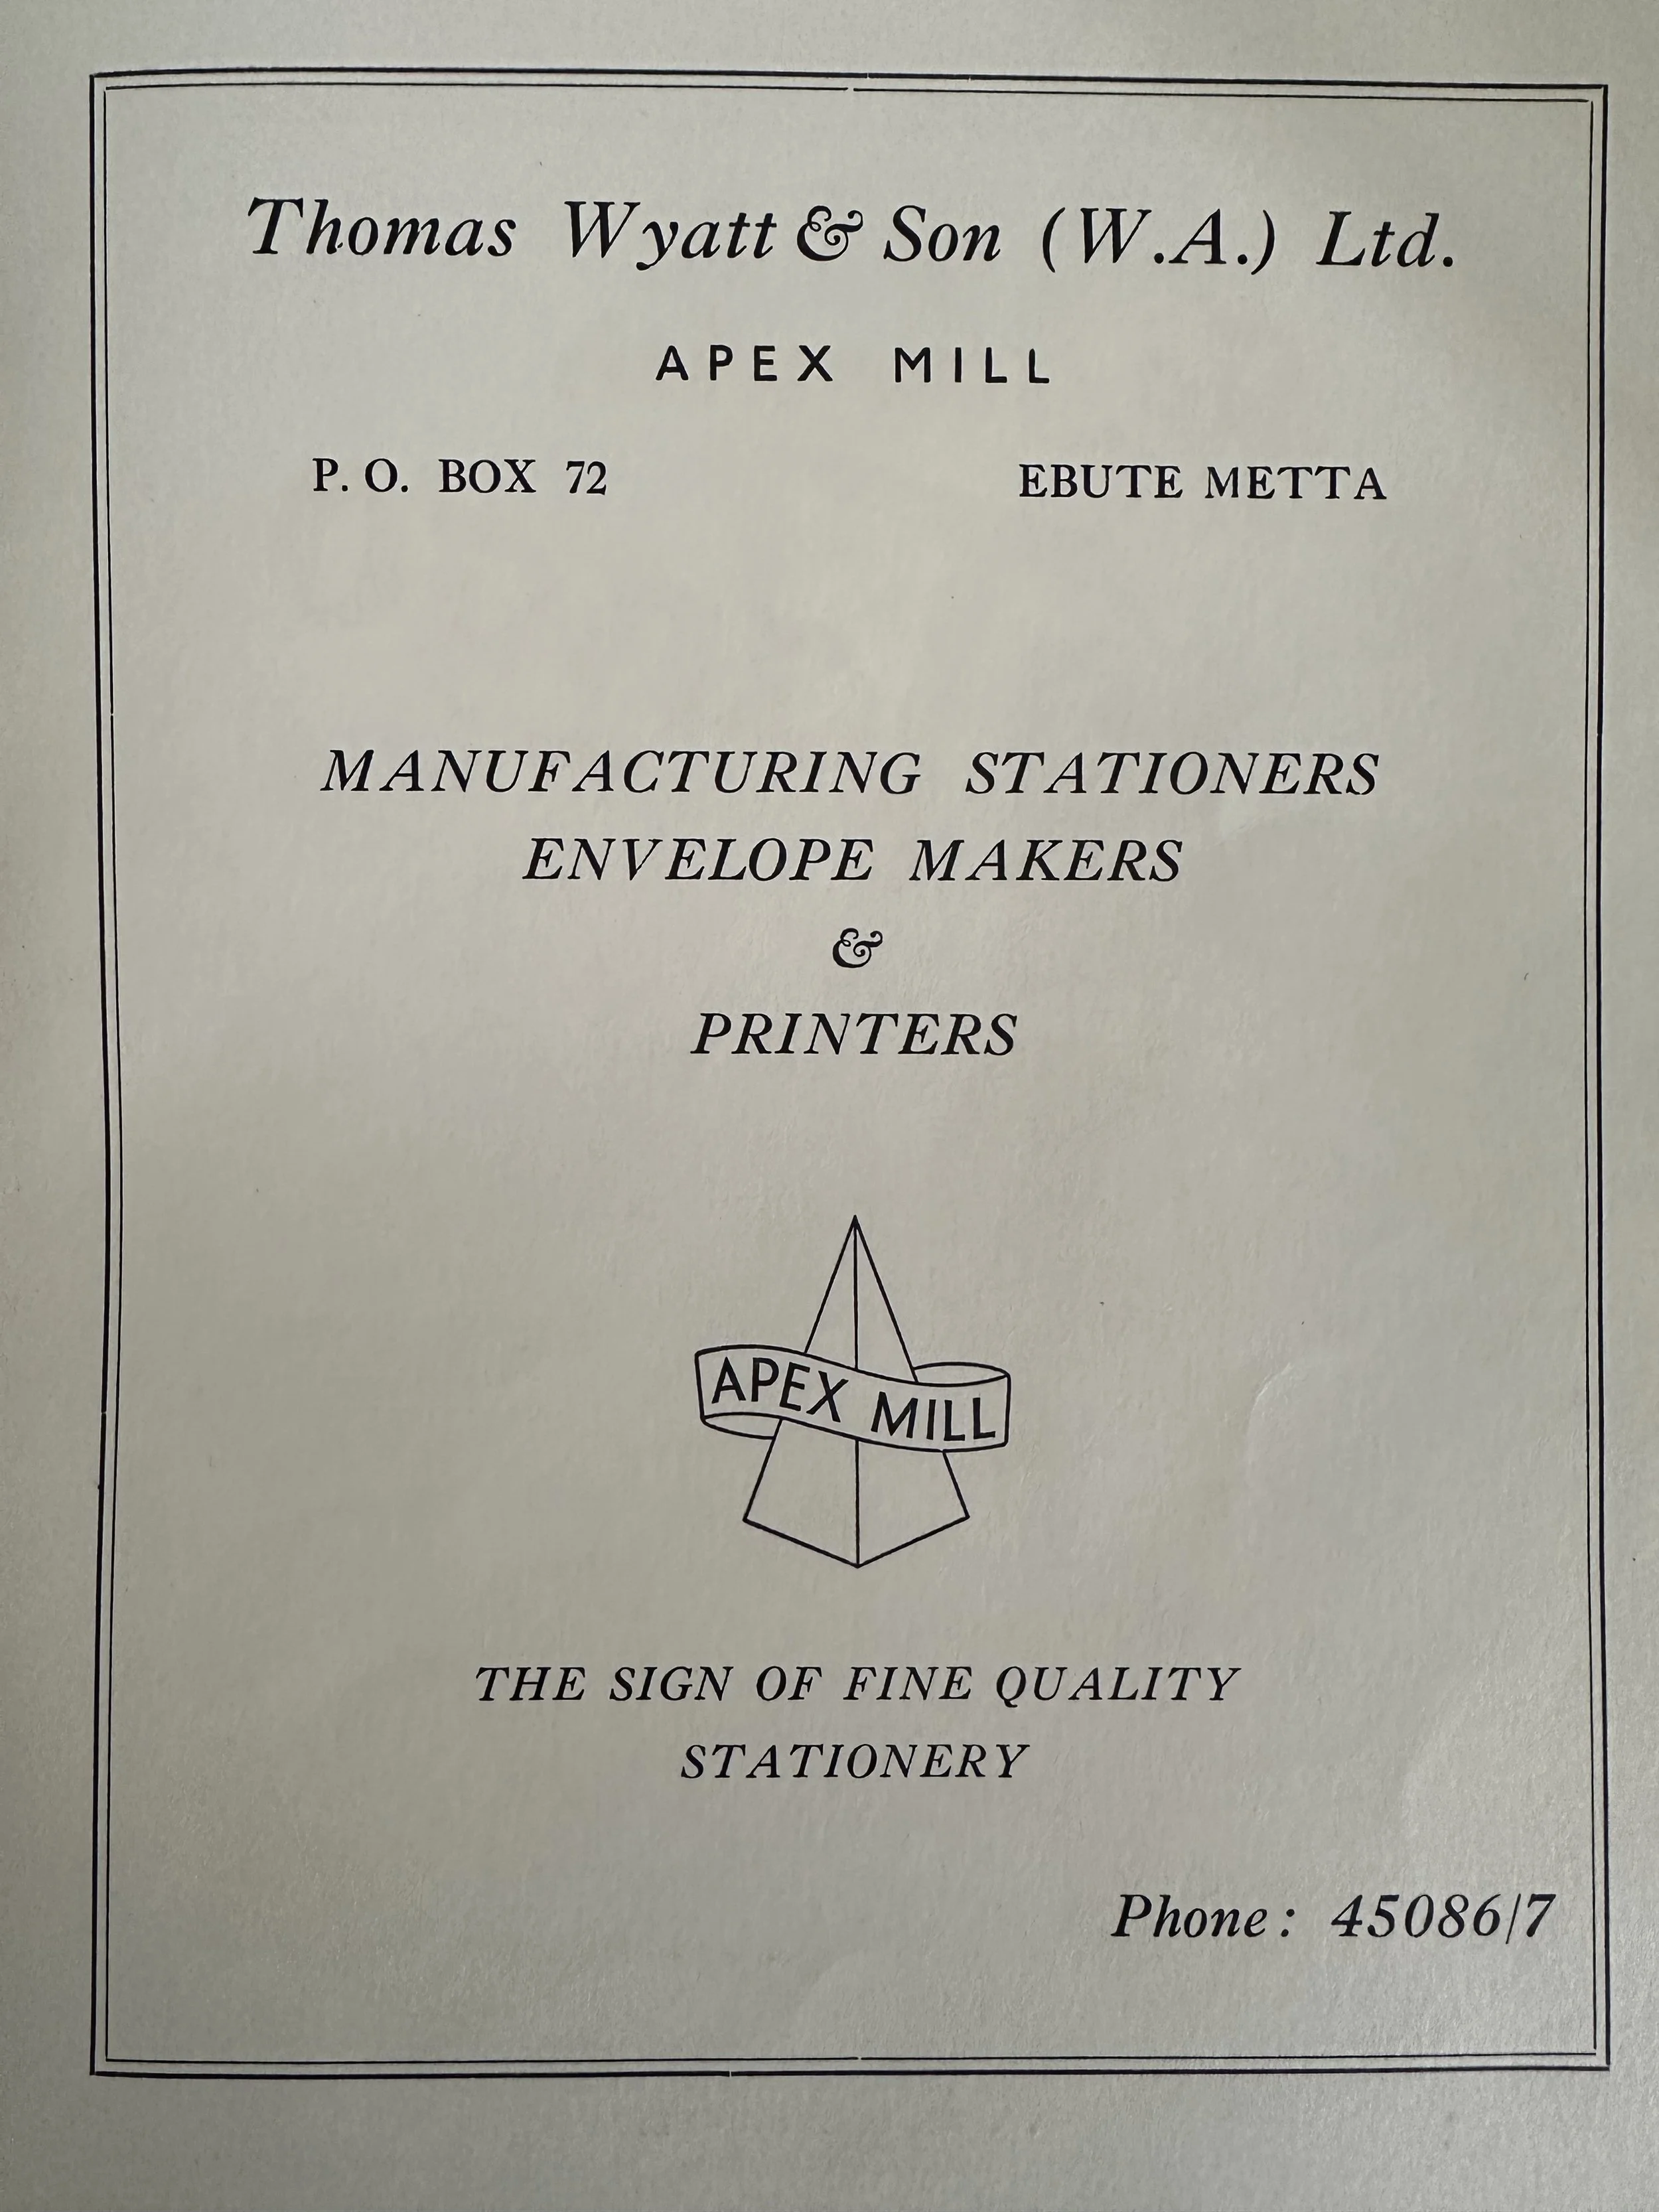 Thomas Wyatt & Son (W.A.) Ltd.
APEX MILL
P. O. BOX 72 EBUTE METTA
MANUFACTURING STATIONERS
ENVELOPE MAKERS
&
PRINTERS
APEX MILL
THE SIGN OF FINE QUALITY
STATIONERY
Phone: 45086/7